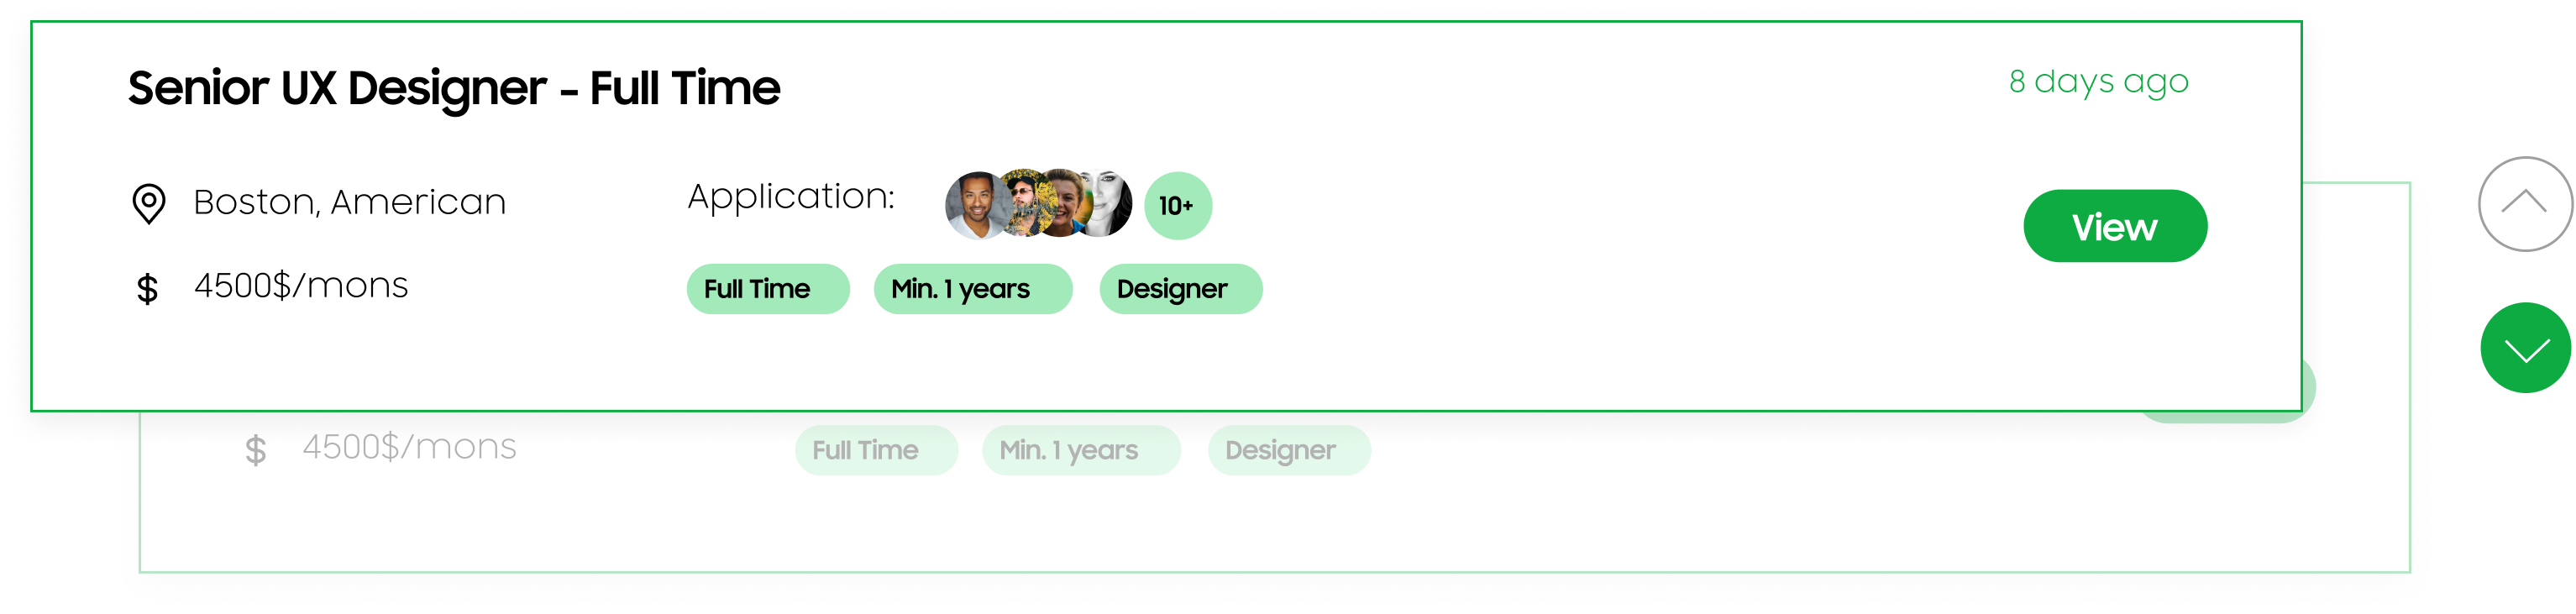 Senior UX Designer - Full Time
8 days ago
Boston, American
Application:
10+
View
$ 4500$/mons
Full Time
Min. 1 years
Designer
$ 4500$/mons
Full Time
Min. 1 years
Designer